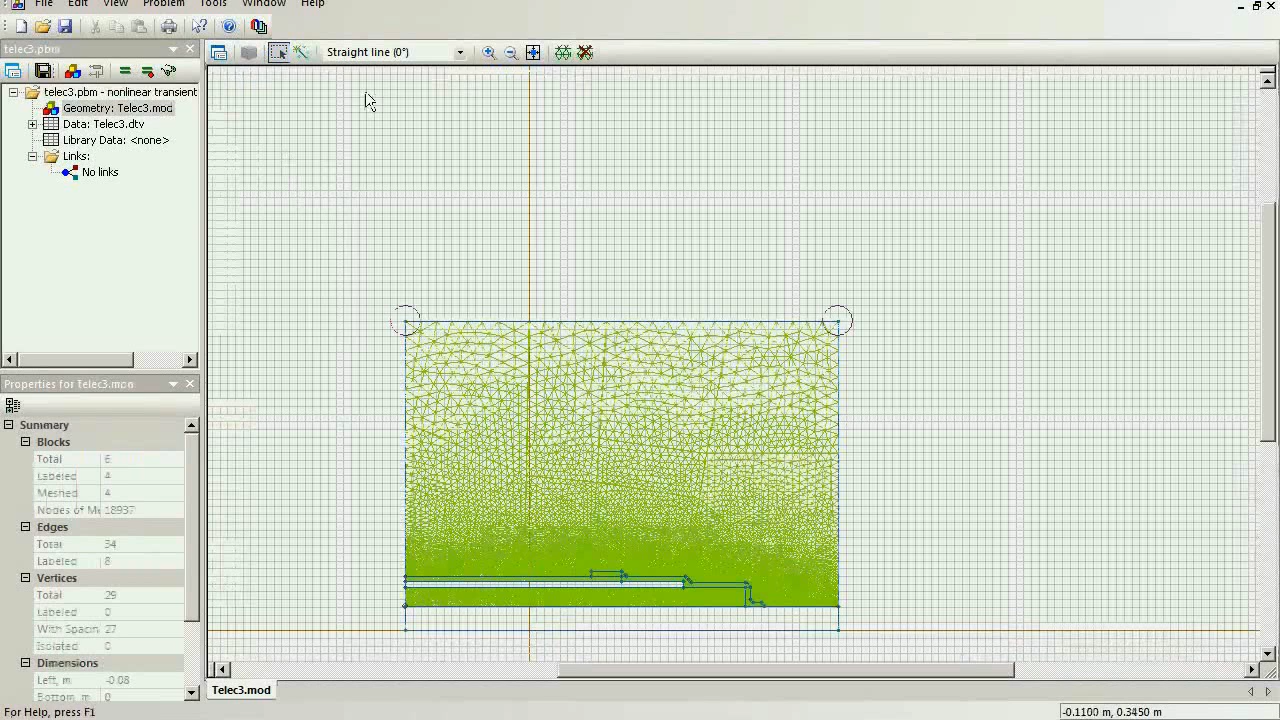 File Edit View Problem Tools Window Help
telec3.pbm
Straight line (0°)
telec3.pbm - nonlinear transient
Geometry: Telec3.mod
Data: Telec3.dtv
Library Data: <none>
Links:
No links
Properties for Telec3.mod
Summary
Blocks
Total 6
Labeled 4
Meshed 4
Nodes of Me 18937
Edges
Total 34
Labeled 8
Vertices
Total 29
Labeled 0
With Spacin 27
Isolated 0
Dimensions
Left, m -0.08
Bottom, m 0
Telec3.mod
For Help, press F1
-0.1100 m, 0.3450 m